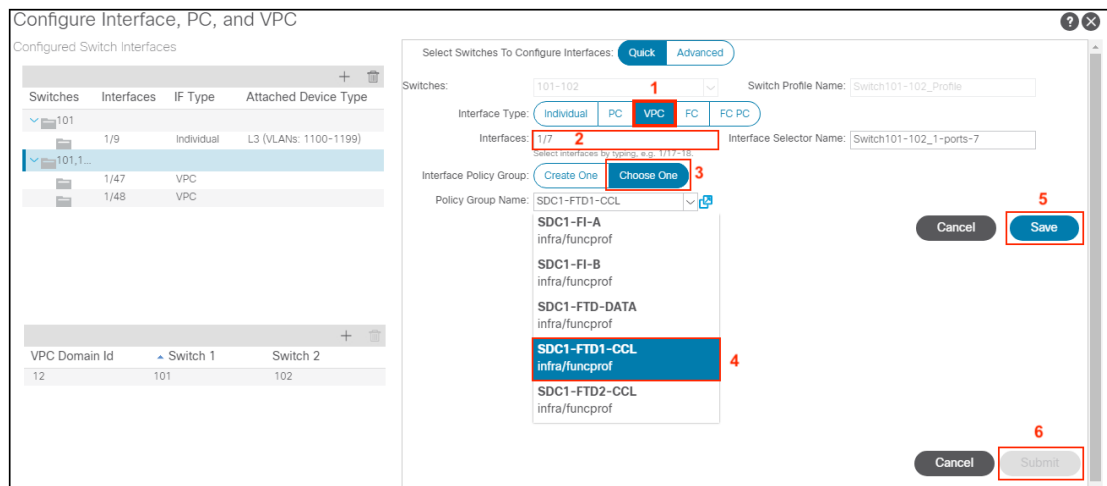 Configure Interface, PC, and VPC
Configured Switch Interfaces
Switches Interfaces IF Type Attached Device Type
101
1/9 Individual L3 (VLANs: 1100-1199)
101,1...
1/47 VPC
1/48 VPC
VPC Domain Id Switch 1 Switch 2
12 101 102
Select Switches To Configure Interfaces: Quick Advanced
Switches: 101-102 Switch Profile Name: Switch101-102_Profile
1
Interface Type: Individual PC VPC FC FC PC
Interfaces: 1/7 2 Interface Selector Name: Switch101-102_1-ports-7
Select interfaces by typing, e.g. 1/17-18.
Interface Policy Group: Create One Choose One 3
Policy Group Name: SDC1-FTD1-CCL
SDC1-FI-A
infra/funcprof
SDC1-FI-B
infra/funcprof
SDC1-FTD-DATA
infra/funcprof
SDC1-FTD1-CCL
infra/funcprof
4
SDC1-FTD2-CCL
infra/funcprof
5
Cancel Save
6
Cancel Submit